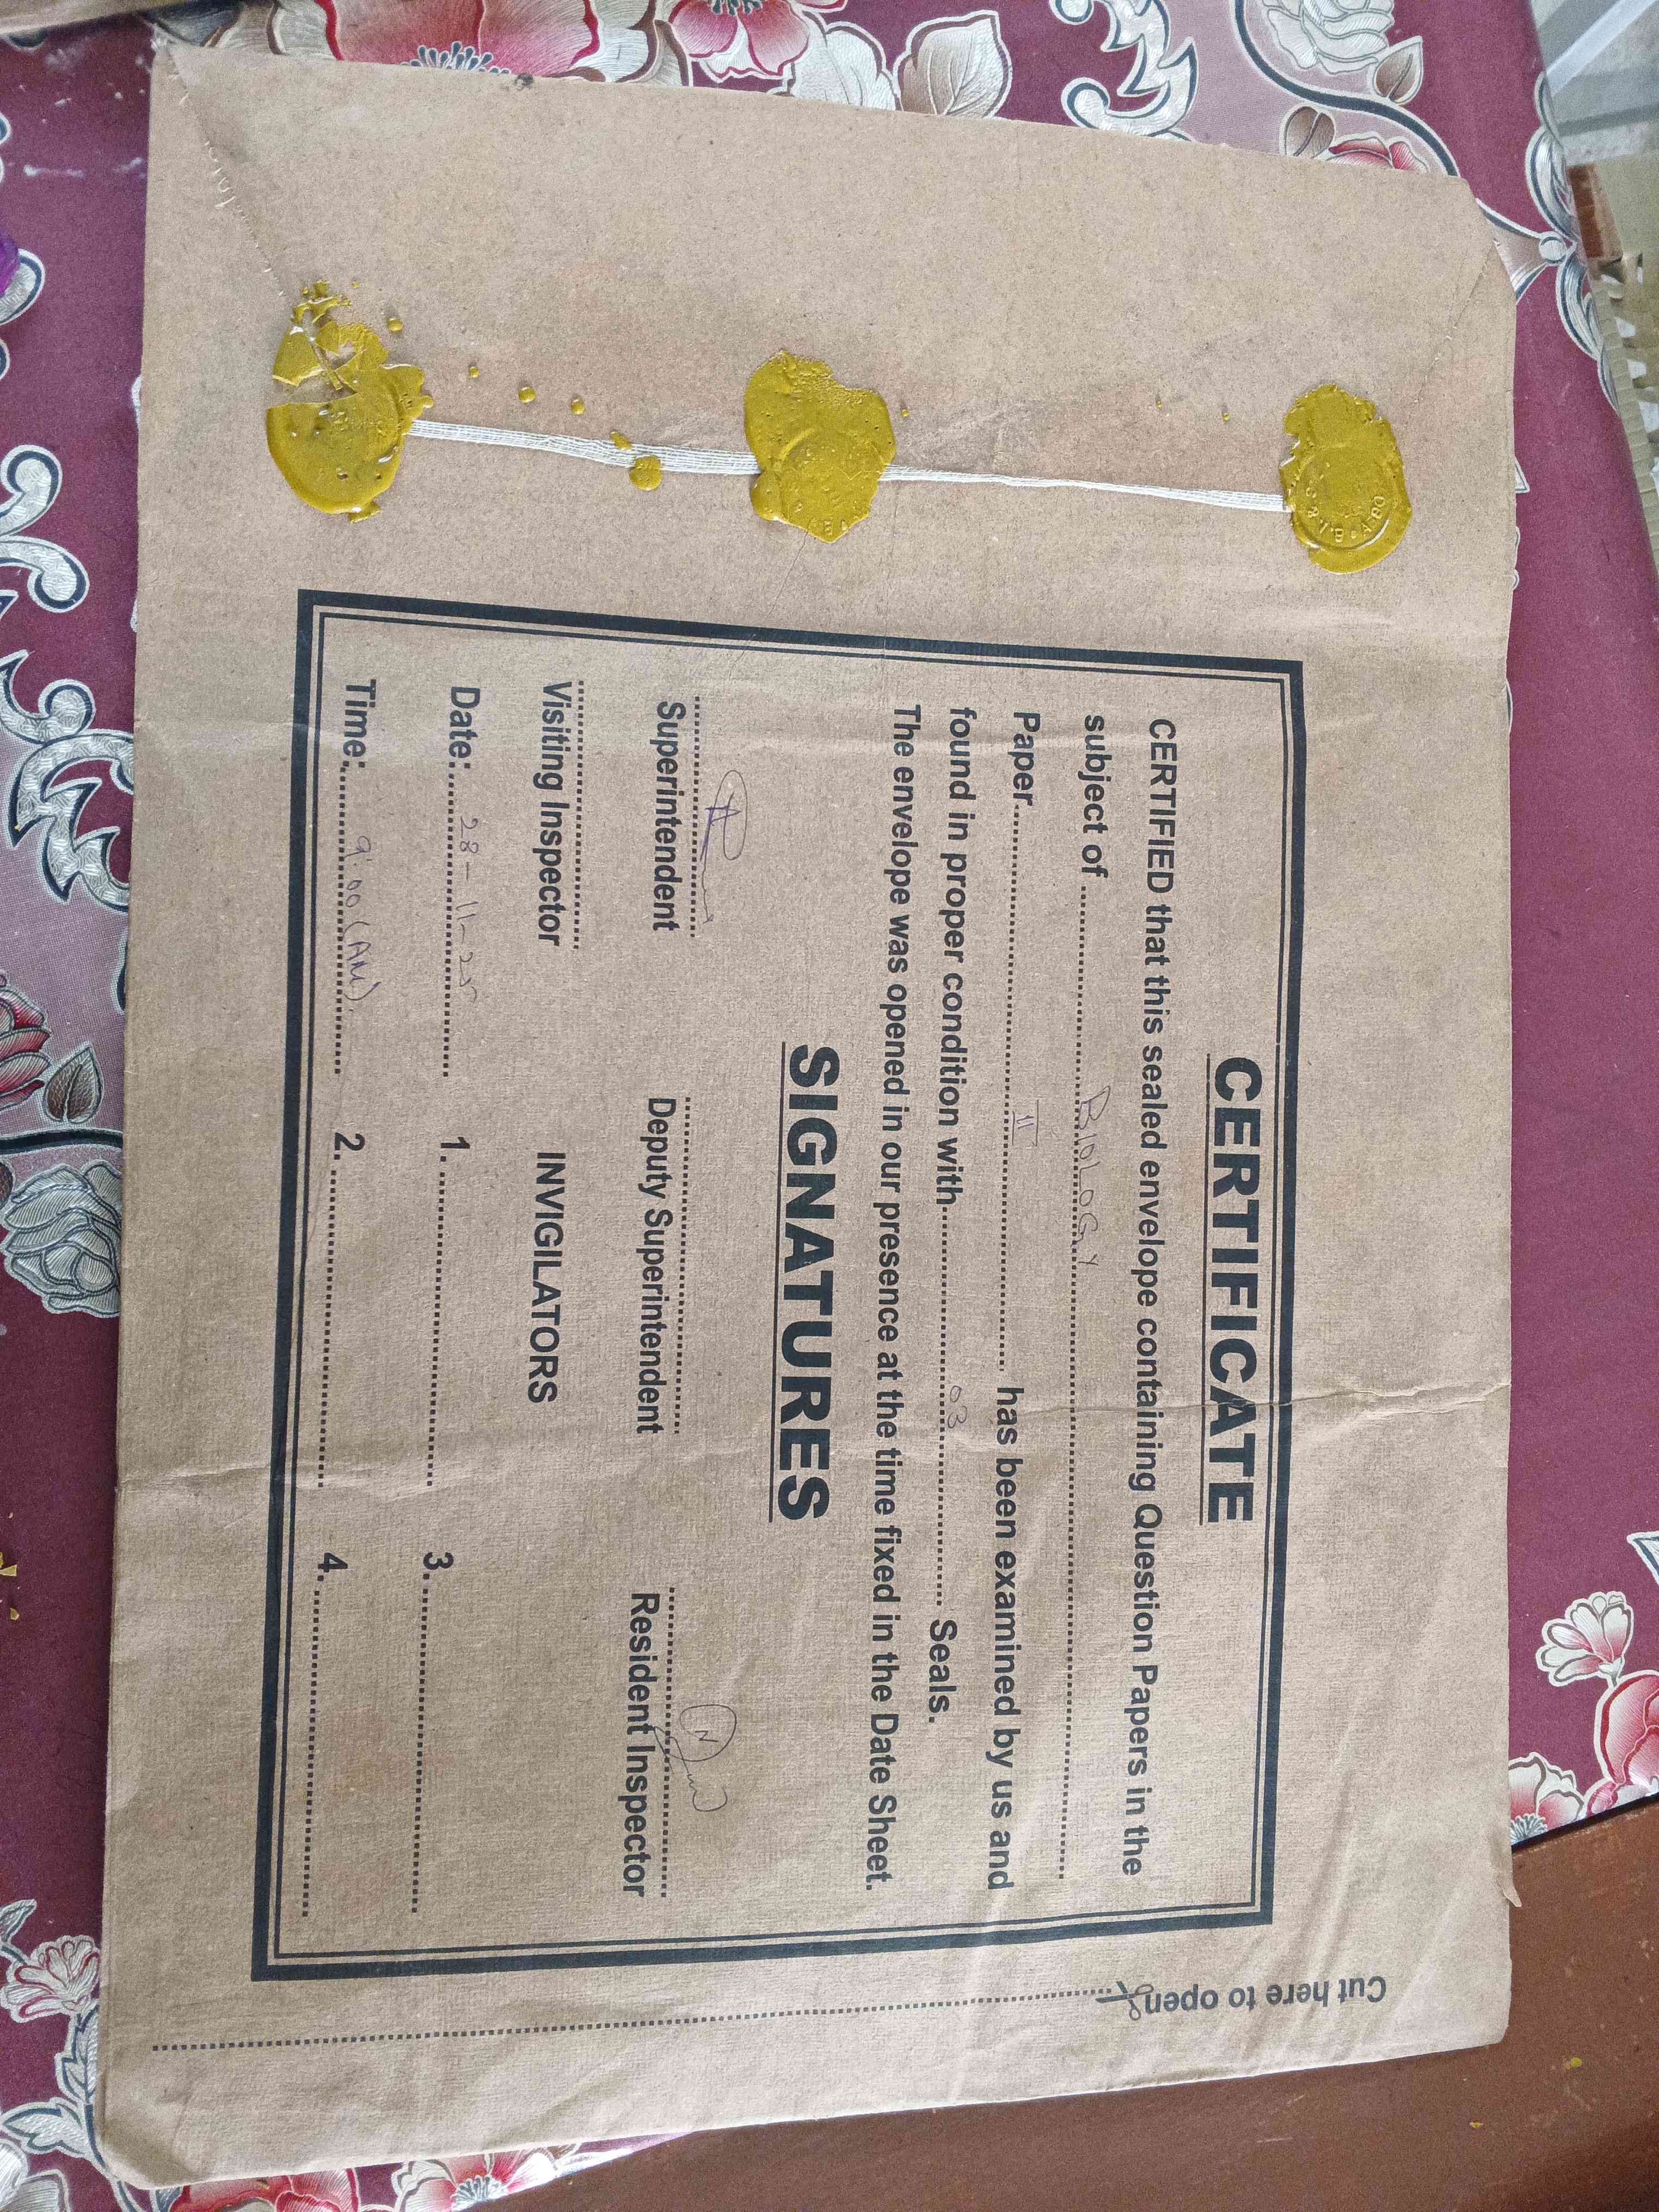 CERTIFICATE
CERTIFIED that this sealed envelope containing Question Papers in the
subject of ........ BIOLOGY ........
Paper ........ II ........ has been examined by us and
found in proper condition with ........ 03 ........ Seals.
The envelope was opened in our presence at the time fixed in the Date Sheet.
SIGNATURES
Superintendent Deputy Superintendent Resident Inspector
Visiting Inspector INVIGILATORS
Date: 28-11-25 1. ........ 3. ........
Time: 9:00 (AM) 2. ........ 4. ........
Cut here to open